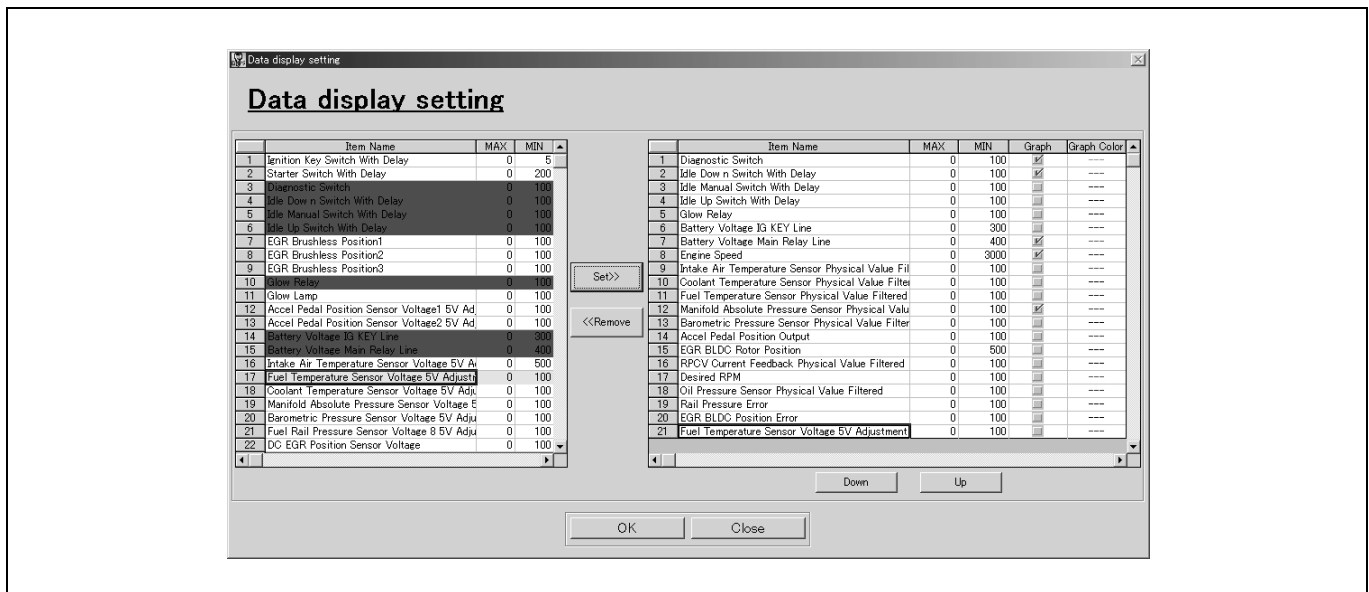 Data display setting
Data display setting
Item Name MAX MIN
1 Ignition Key Switch With Delay 0 5
2 Starter Switch With Delay 0 200
3 Diagnostic Switch 0 100
4 Idle Dow n Switch With Delay 0 100
5 Idle Manual Switch With Delay 0 100
6 Idle Up Switch With Delay 0 100
7 EGR Brushless Position1 0 100
8 EGR Brushless Position2 0 100
9 EGR Brushless Position3 0 100
10 Glow Relay 0 100
11 Glow Lamp 0 100
12 Accel Pedal Position Sensor Voltage1 5V Ad 0 100
13 Accel Pedal Position Sensor Voltage2 5V Ad 0 100
14 Battery Voltage IG KEY Line 0 300
15 Battery Voltage Main Relay Line 0 400
16 Intake Air Temperature Sensor Voltage 5V A 0 500
17 Fuel Temperature Sensor Voltage 5V Adjust 0 100
18 Coolant Temperature Sensor Voltage 5V Adju 0 100
19 Manifold Absolute Pressure Sensor Voltage 5 0 100
20 Barometric Pressure Sensor Voltage 5V Adju 0 100
21 Fuel Rail Pressure Sensor Voltage 8 5V Adju 0 100
22 DC EGR Position Sensor Voltage 0 100
Set>>
<<Remove
Item Name MAX MIN Graph Graph Color
1 Diagnostic Switch 0 100 ---
2 Idle Dow n Switch With Delay 0 100 ---
3 Idle Manual Switch With Delay 0 100 ---
4 Idle Up Switch With Delay 0 100 ---
5 Glow Relay 0 100 ---
6 Battery Voltage IG KEY Line 0 300 ---
7 Battery Voltage Main Relay Line 0 400 ---
8 Engine Speed 0 3000 ---
9 Intake Air Temperature Sensor Physical Value Fil 0 100 ---
10 Coolant Temperature Sensor Physical Value Filte 0 100 ---
11 Fuel Temperature Sensor Physical Value Filtered 0 100 ---
12 Manifold Absolute Pressure Sensor Physical Valu 0 100 ---
13 Barometric Pressure Sensor Physical Value Filter 0 100 ---
14 Accel Pedal Position Output 0 100 ---
15 EGR BLDC Rotor Position 0 500 ---
16 RPCV Current Feedback Physical Value Filtered 0 100 ---
17 Desired RPM 0 100 ---
18 Oil Pressure Sensor Physical Value Filtered 0 100 ---
19 Rail Pressure Error 0 100 ---
20 EGR BLDC Position Error 0 100 ---
21 Fuel Temperature Sensor Voltage 5V Adjustment 0 100 ---
Down Up
OK Close